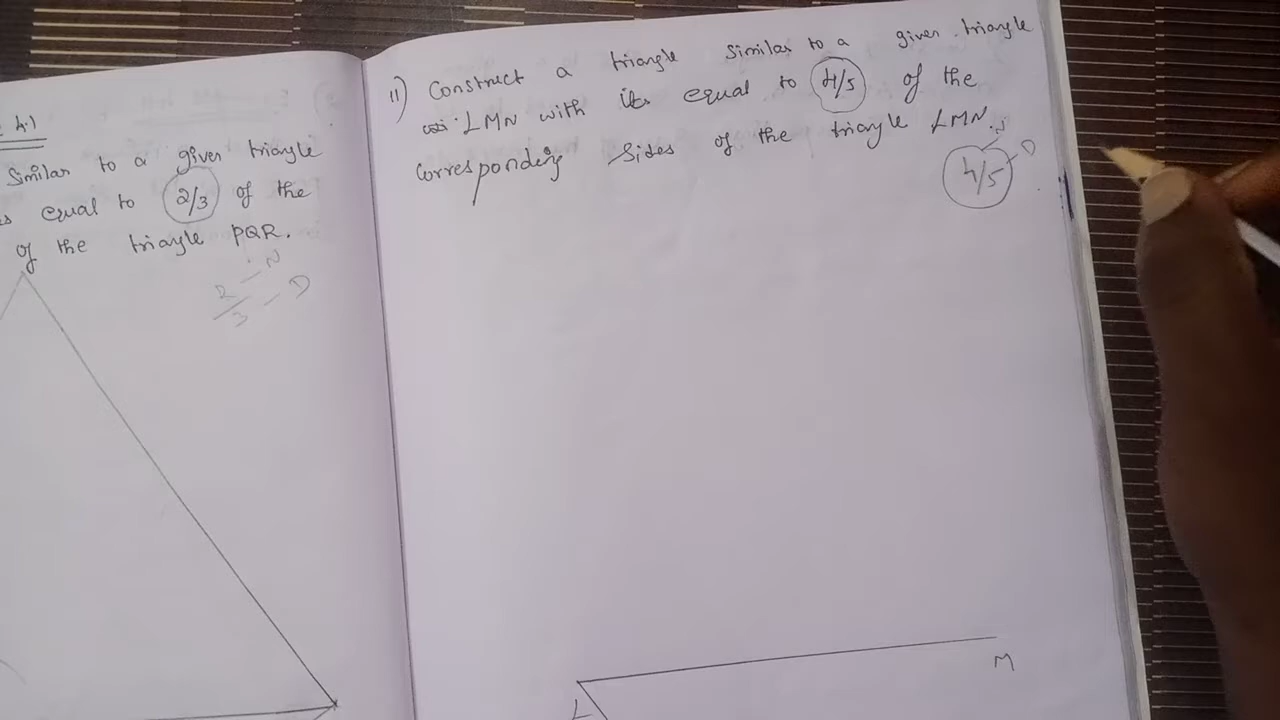 4.1
Similar to a given triangle
equal to 2/3 of the
of the triangle PQR.
2 - N
3 - D
11) Construct a triangle Similar to a given triangle
LMN with its equal to 4/5 of the
corresponding Sides of the triangle LMN.
N
4/5 D
M
L